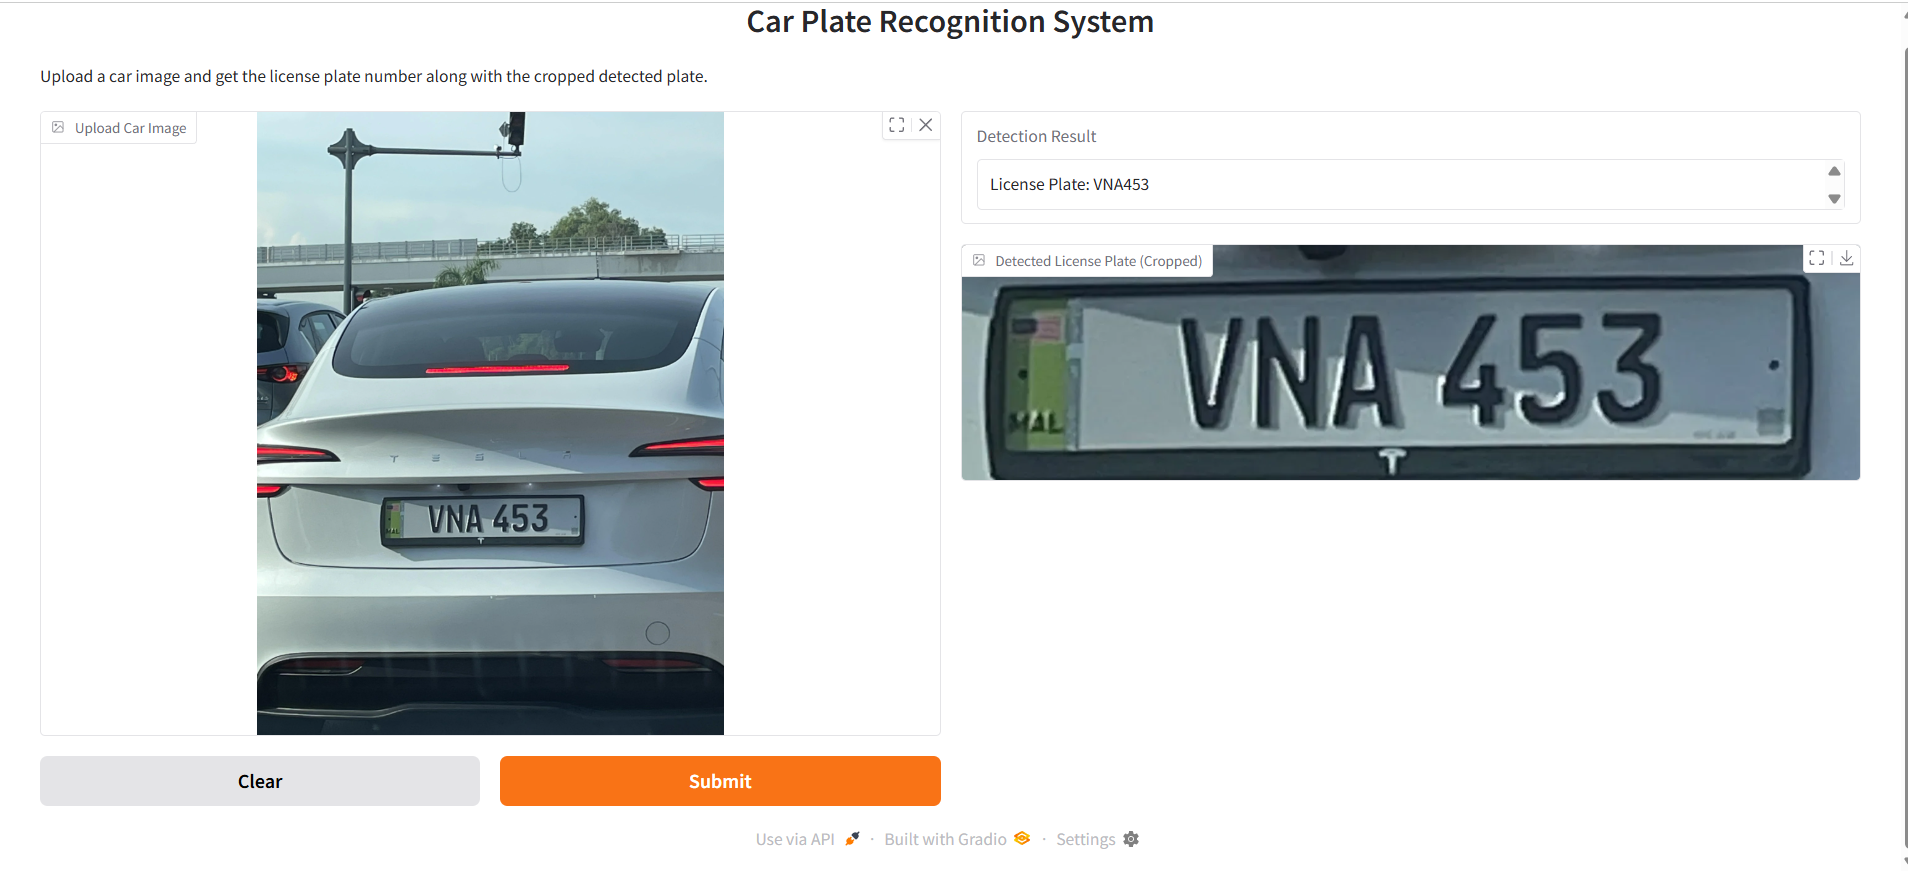 Car Plate Recognition System
Upload a car image and get the license plate number along with the cropped detected plate.
Upload Car Image
TESLA
MAL
VNA 453
Clear
Submit
Detection Result
License Plate: VNA453
Detected License Plate (Cropped)
MAL
VNA 453
Use via API · Built with Gradio · Settings